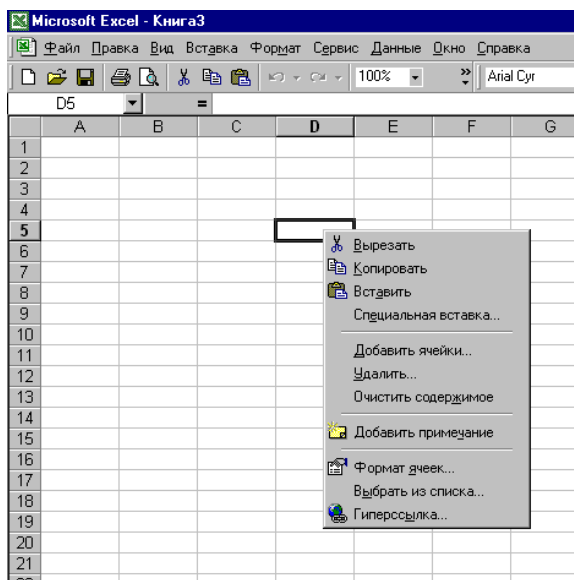 Microsoft Excel - Книга3
Файл Правка Вид Вставка Формат Сервис Данные Окно Справка
100% Arial Cyr
D5 =
A B C D E F G
1
2
3
4
5
6
7
8
9
10
11
12
13
14
15
16
17
18
19
20
21
Вырезать
Копировать
Вставить
Специальная вставка...
Добавить ячейки...
Удалить...
Очистить содержимое
Добавить примечание
Формат ячеек...
Выбрать из списка...
Гиперссылка...